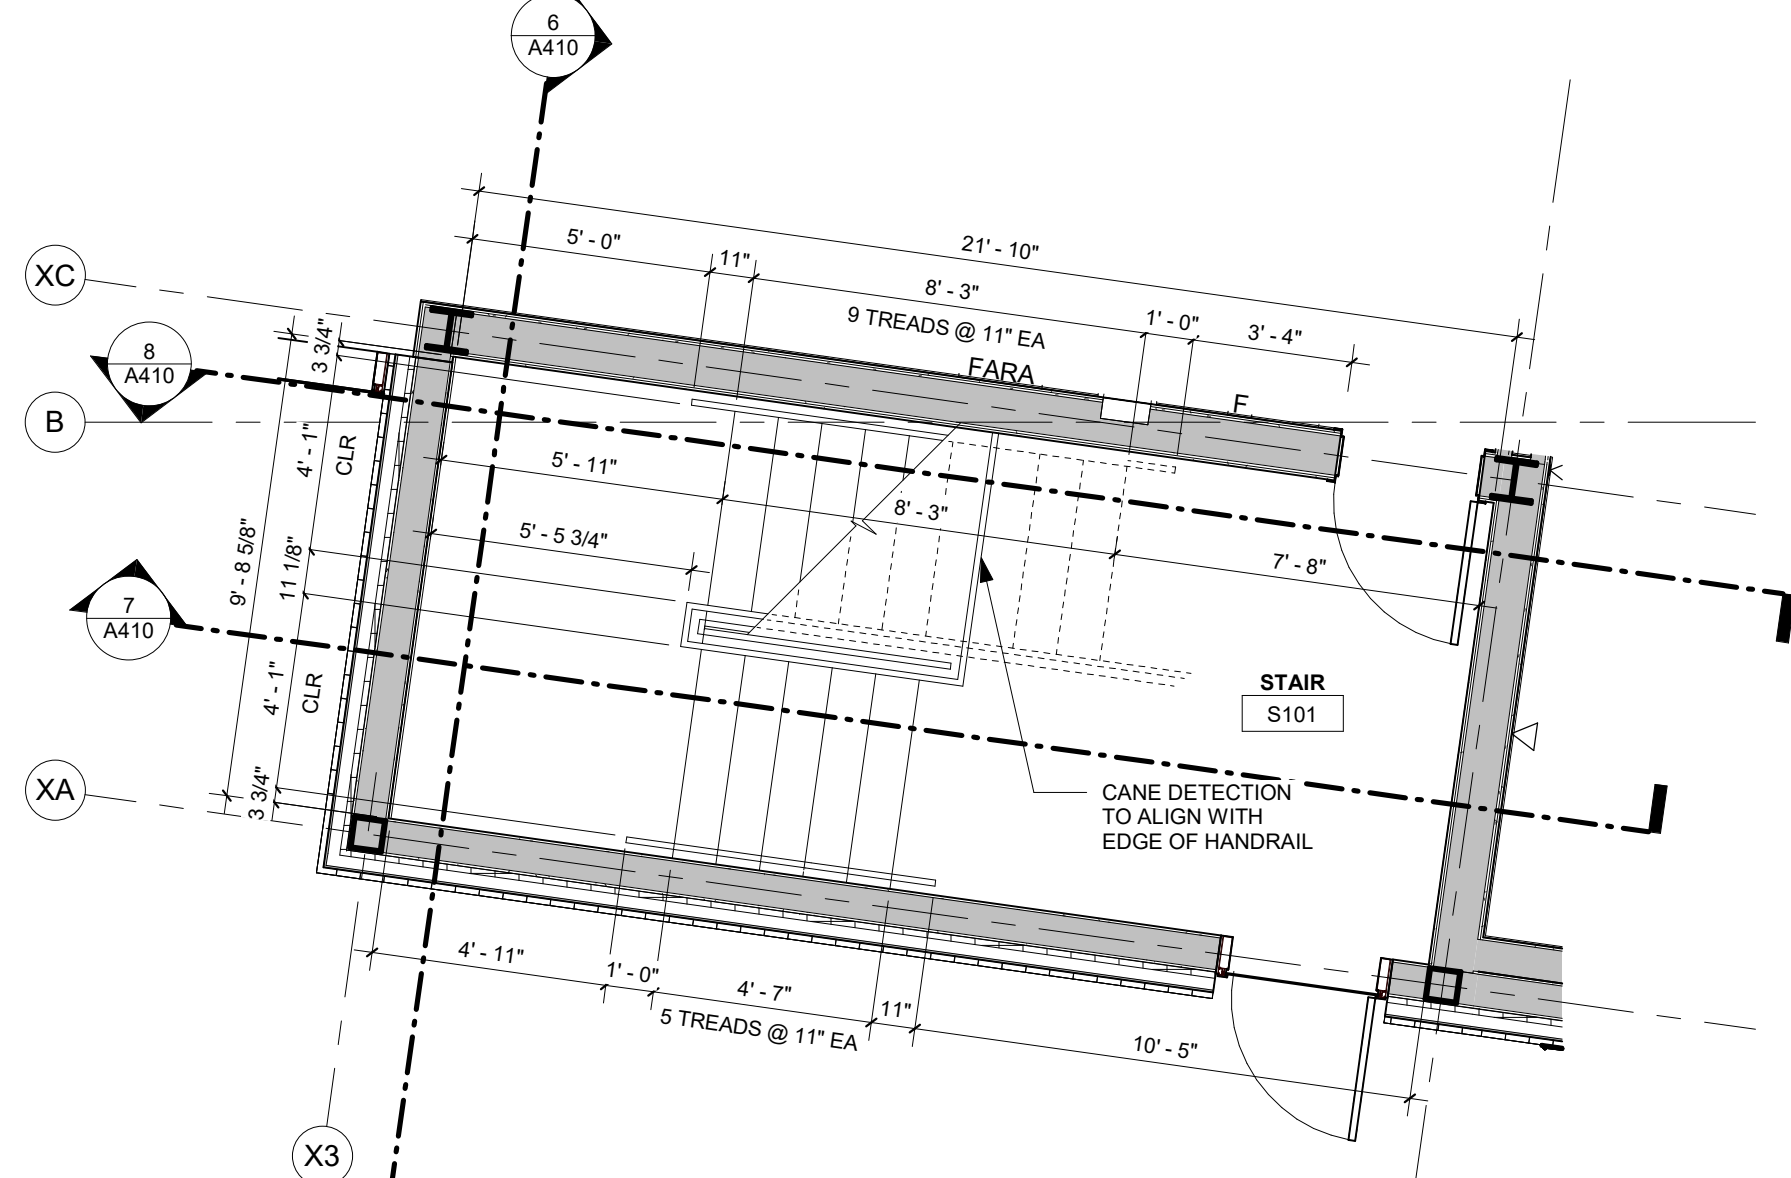 6
A410
21' - 10"
5' - 0"
11"
8' - 3"
9 TREADS @ 11" EA
1' - 0"
3' - 4"
XC
8
A410
B
3 3/4"
FARA
F
4' - 1"
CLR
5' - 11"
8' - 3"
7' - 8"
5' - 5 3/4"
9' - 8 5/8"
11 1/8"
7
A410
4' - 1"
CLR
STAIR
S101
XA
3 3/4"
CANE DETECTION
TO ALIGN WITH
EDGE OF HANDRAIL
4' - 11"
1' - 0"
4' - 7"
5 TREADS @ 11" EA
11"
10' - 5"
X3